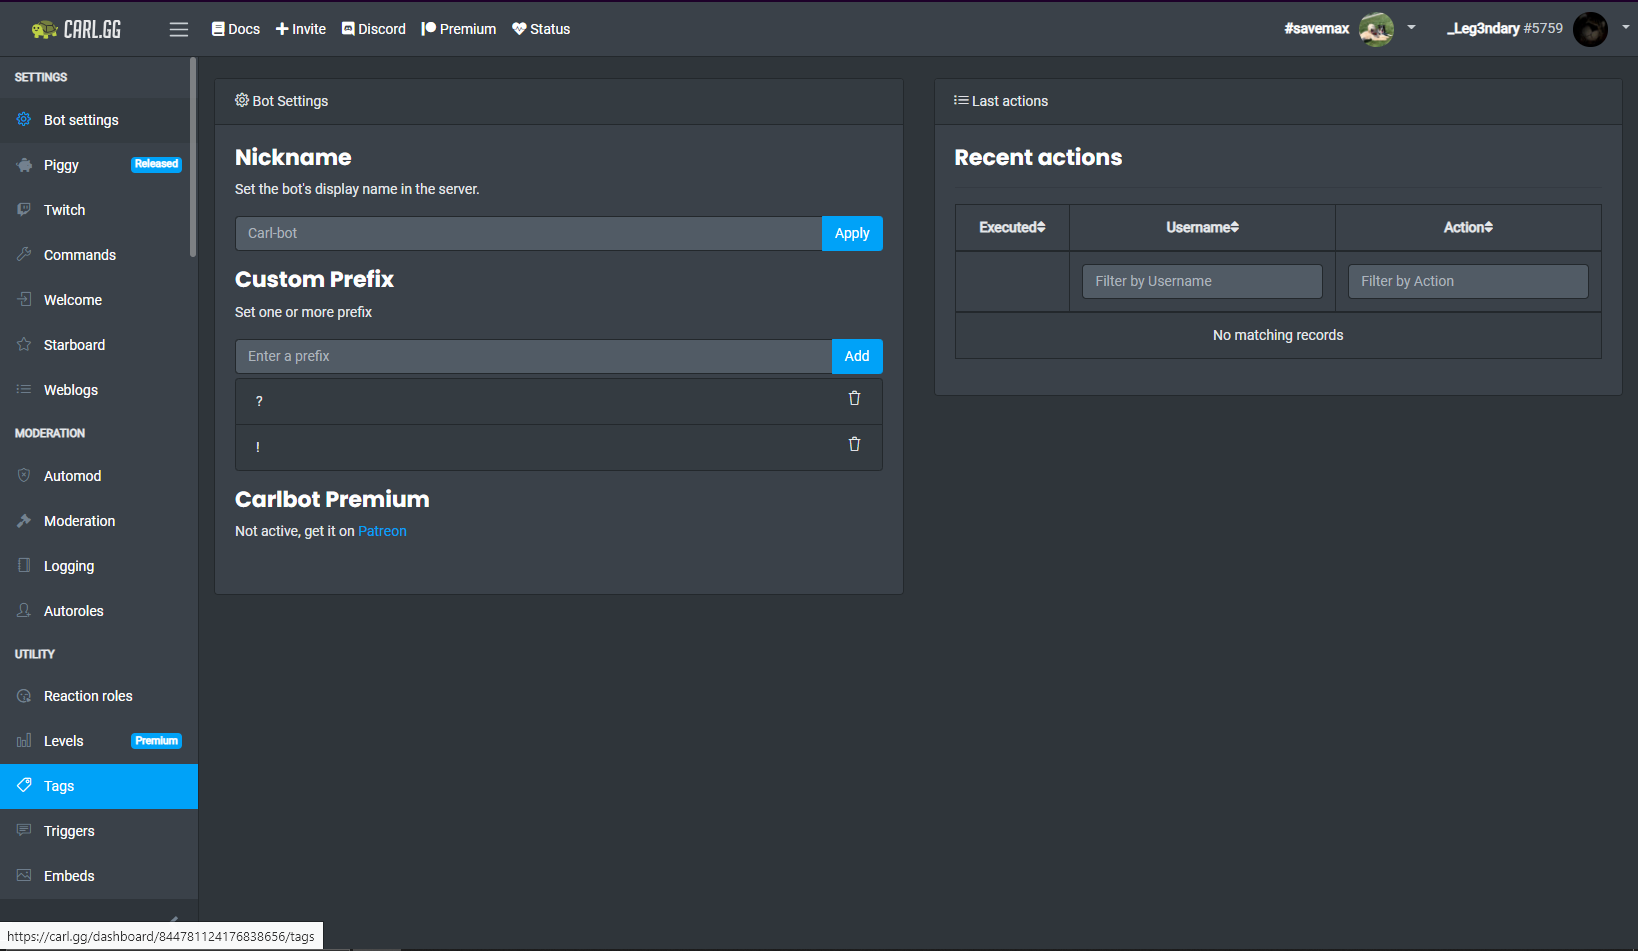 CARL.GG
Docs
Invite
Discord
Premium
Status
#savemax
_Leg3ndary #5759
SETTINGS
Bot settings
Piggy
Released
Twitch
Commands
Welcome
Starboard
Weblogs
MODERATION
Automod
Moderation
Logging
Autoroles
UTILITY
Reaction roles
Levels
Premium
Tags
Triggers
Embeds
Bot Settings
Nickname
Set the bot's display name in the server.
Carl-bot
Apply
Custom Prefix
Set one or more prefix
Enter a prefix
Add
?
!
Carlbot Premium
Not active, get it on Patreon
Last actions
Recent actions
Executed
Username
Action
Filter by Username
Filter by Action
No matching records
https://carl.gg/dashboard/844781124176838656/tags